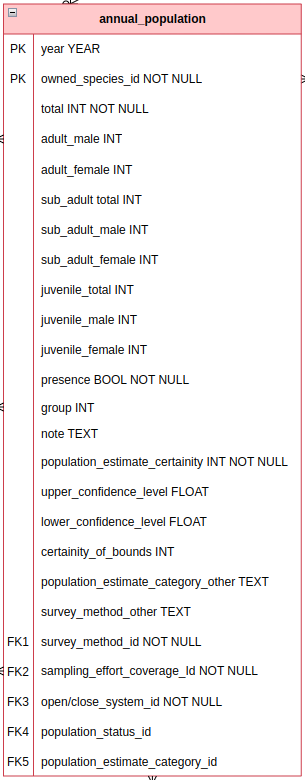 annual_population
PK year YEAR
PK owned_species_id NOT NULL
total INT NOT NULL
adult_male INT
adult_female INT
sub_adult total INT
sub_adult_male INT
sub_adult_female INT
juvenile_total INT
juvenile_male INT
juvenile_female INT
presence BOOL NOT NULL
group INT
note TEXT
population_estimate_certainity INT NOT NULL
upper_confidence_level FLOAT
lower_confidence_level FLOAT
certainity_of_bounds INT
population_estimate_category_other TEXT
survey_method_other TEXT
FK1 survey_method_id NOT NULL
FK2 sampling_effort_coverage_Id NOT NULL
FK3 open/close_system_id NOT NULL
FK4 population_status_id
FK5 population_estimate_category_id